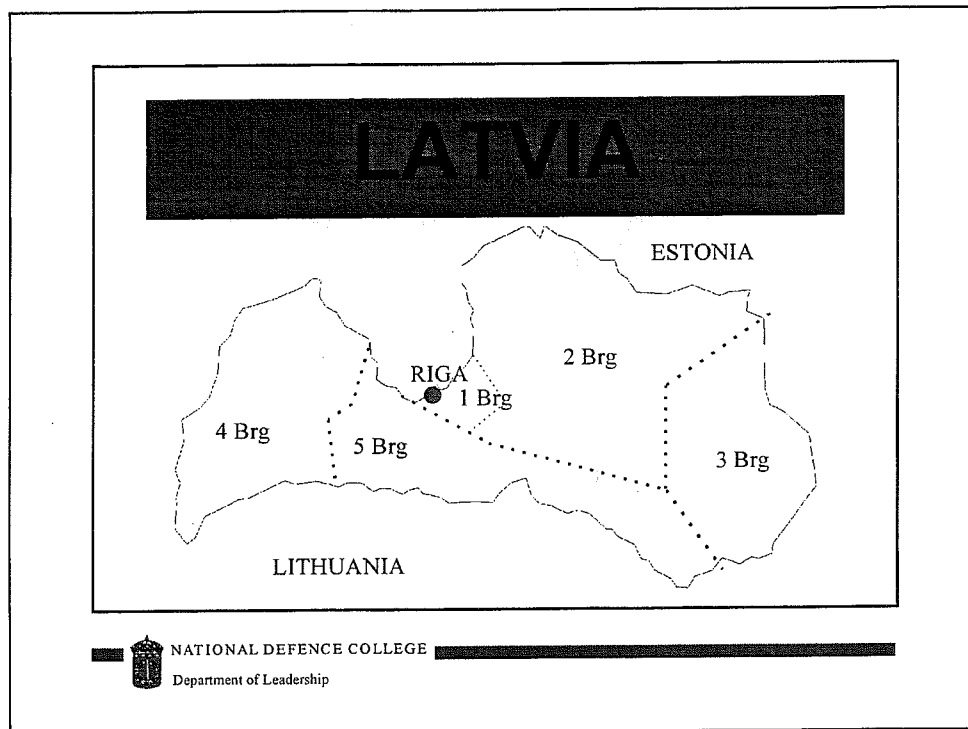 LATVIA
ESTONIA
2 Brg
RIGA
1 Brg
4 Brg
5 Brg
3 Brg
LITHUANIA
NATIONAL DEFENCE COLLEGE
Department of Leadership